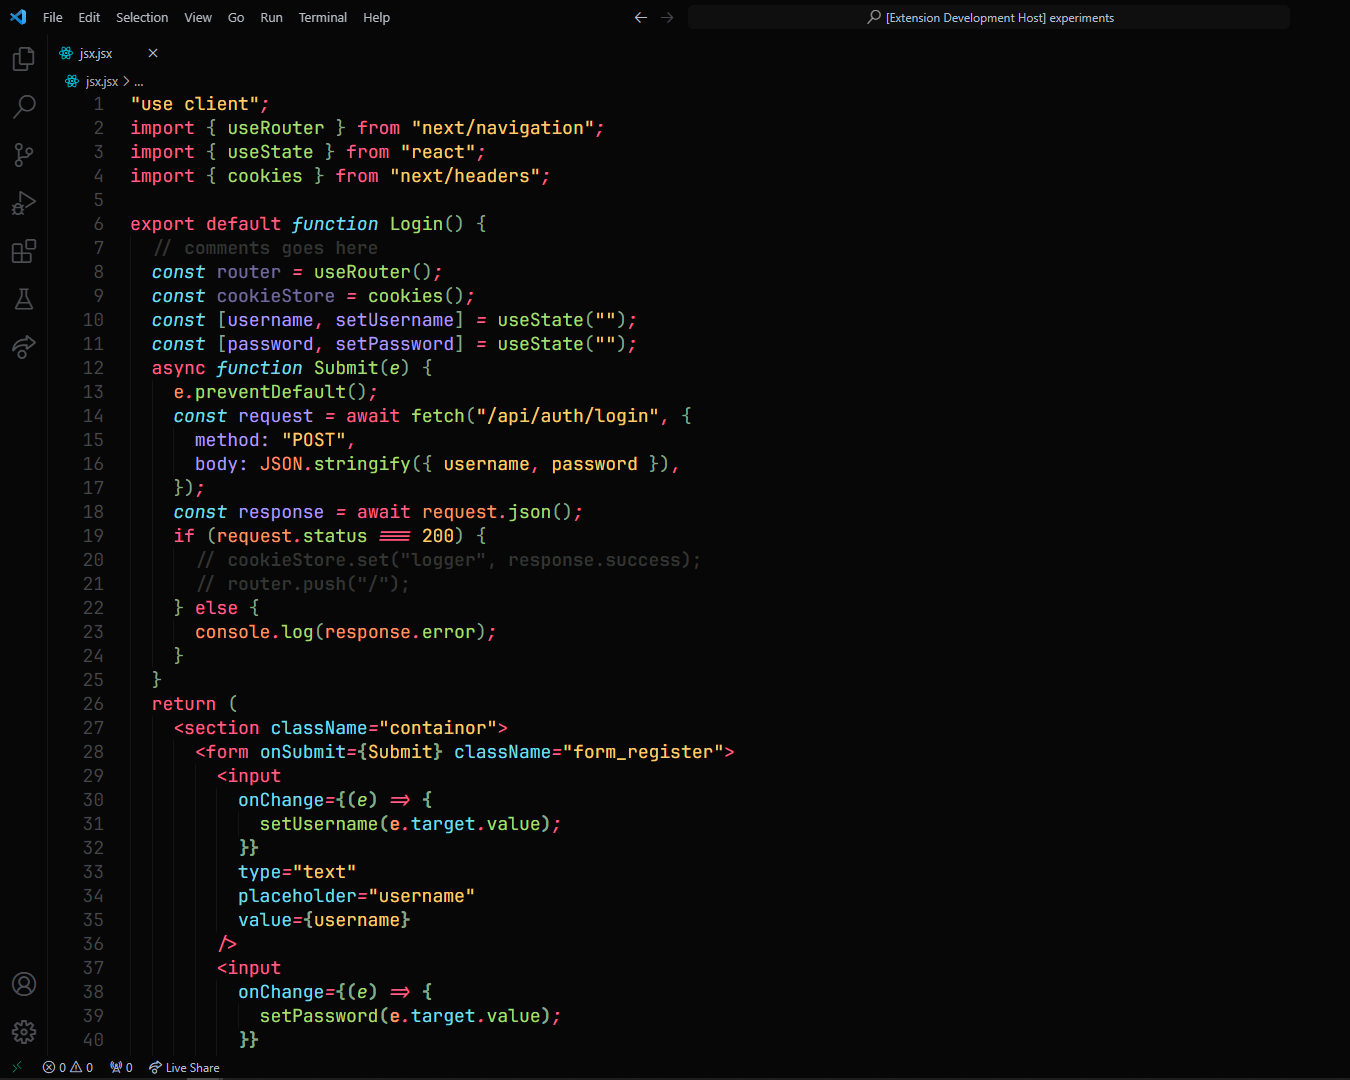 File Edit Selection View Go Run Terminal Help [Extension Development Host] experiments
jsx.jsx
jsx.jsx > ...
1 "use client";
2 import { useRouter } from "next/navigation";
3 import { useState } from "react";
4 import { cookies } from "next/headers";
5
6 export default function Login() {
7 // comments goes here
8 const router = useRouter();
9 const cookieStore = cookies();
10 const [username, setUsername] = useState("");
11 const [password, setPassword] = useState("");
12 async function Submit(e) {
13 e.preventDefault();
14 const request = await fetch("/api/auth/login", {
15 method: "POST",
16 body: JSON.stringify({ username, password }),
17 });
18 const response = await request.json();
19 if (request.status === 200) {
20 // cookieStore.set("logger", response.success);
21 // router.push("/");
22 } else {
23 console.log(response.error);
24 }
25 }
26 return (
27 <section className="containor">
28 <form onSubmit={Submit} className="form_register">
29 <input
30 onChange={(e) => {
31 setUsername(e.target.value);
32 }}
33 type="text"
34 placeholder="username"
35 value={username}
36 />
37 <input
38 onChange={(e) => {
39 setPassword(e.target.value);
40 }}
0 0 0 Live Share